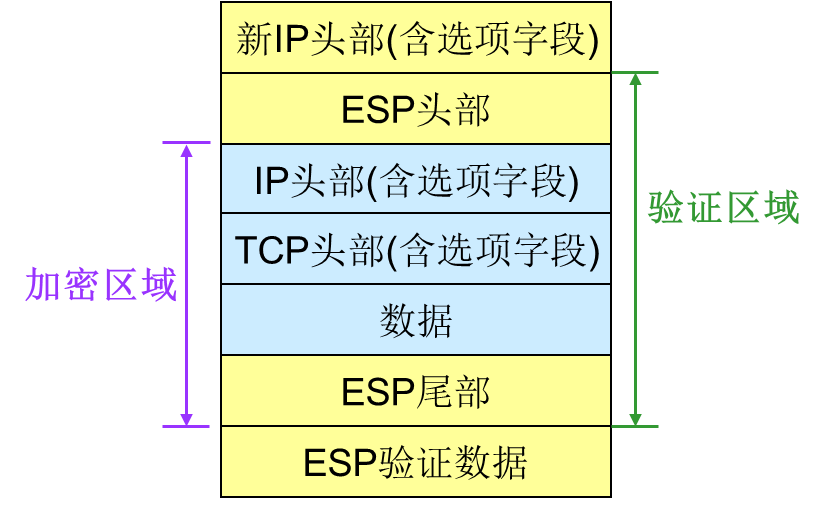 新IP头部(含选项字段)
ESP头部
IP头部(含选项字段)
验证区域
TCP头部(含选项字段)
加密区域
数据
ESP尾部
ESP验证数据